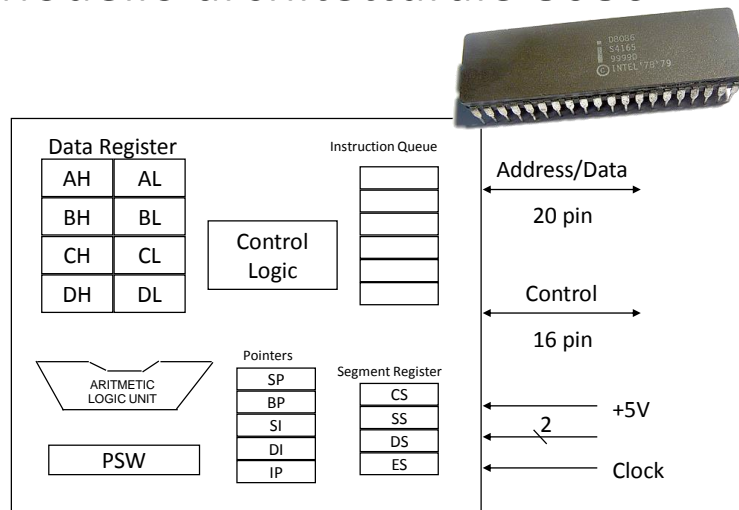 D8086
S4165
9999D
© INTEL '78 '79
Data Register
Instruction Queue
AH AL
BH BL
CH CL
DH DL
Control
Logic
Address/Data
20 pin
Control
16 pin
ARITMETIC
LOGIC UNIT
PSW
Pointers
SP
BP
SI
DI
IP
Segment Register
CS
SS
DS
ES
+5V
2
Clock